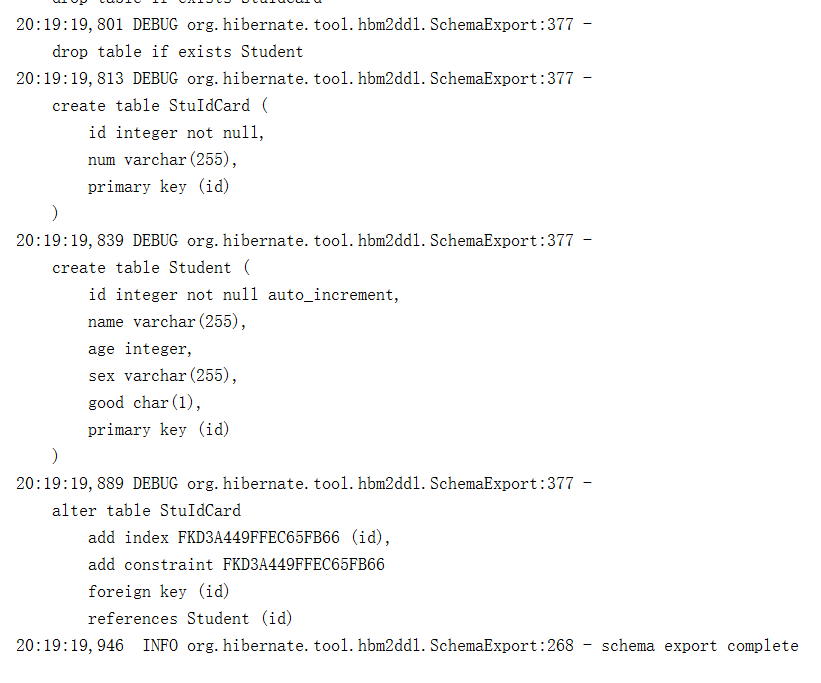 drop table if exists StuIdCard
20:19:19,801 DEBUG org.hibernate.tool.hbm2ddl.SchemaExport:377 -
drop table if exists Student
20:19:19,813 DEBUG org.hibernate.tool.hbm2ddl.SchemaExport:377 -
create table StuIdCard (
id integer not null,
num varchar(255),
primary key (id)
)
20:19:19,839 DEBUG org.hibernate.tool.hbm2ddl.SchemaExport:377 -
create table Student (
id integer not null auto_increment,
name varchar(255),
age integer,
sex varchar(255),
good char(1),
primary key (id)
)
20:19:19,889 DEBUG org.hibernate.tool.hbm2ddl.SchemaExport:377 -
alter table StuIdCard
add index FKD3A449FFEC65FB66 (id),
add constraint FKD3A449FFEC65FB66
foreign key (id)
references Student (id)
20:19:19,946  INFO org.hibernate.tool.hbm2ddl.SchemaExport:268 - schema export complete